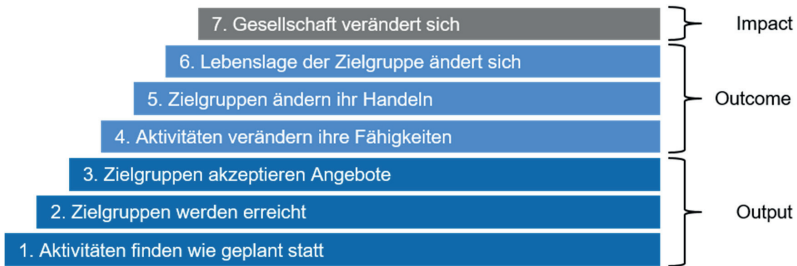 7. Gesellschaft verändert sich
Impact
6. Lebenslage der Zielgruppe ändert sich
5. Zielgruppen ändern ihr Handeln
Outcome
4. Aktivitäten verändern ihre Fähigkeiten
3. Zielgruppen akzeptieren Angebote
2. Zielgruppen werden erreicht
Output
1. Aktivitäten finden wie geplant statt